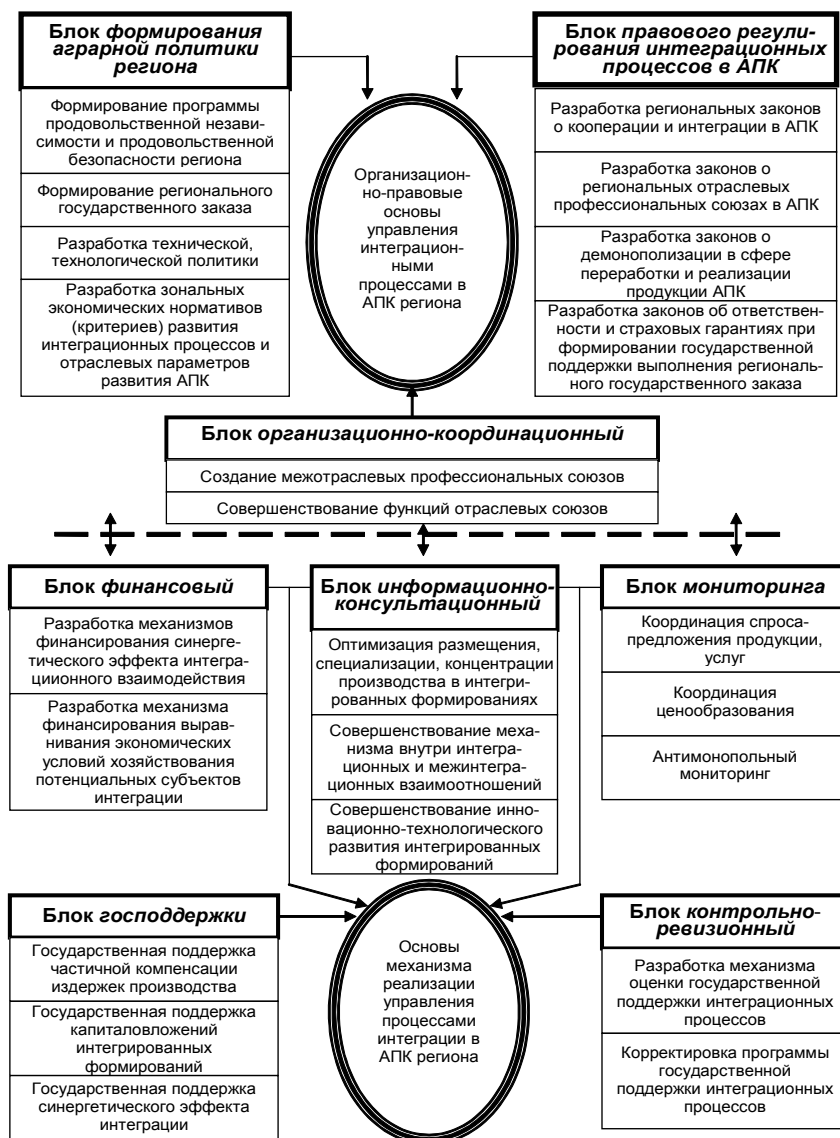 Блок формирования
аграрной политики
региона
Формирование программы
продовольственной незави-
симости и продовольственной
безопасности региона
Формирование регионального
государственного заказа
Разработка технической,
технологической политики
Разработка зональных
экономических нормативов
(критериев) развития
интеграционных процессов и
отраслевых параметров
развития АПК
Организацион-
но-правовые
основы
управления
интеграцион-
ными
процессами в
АПК региона
Блок правового регули-
рования интеграционных
процессов в АПК
Разработка региональных законов
о кооперации и интеграции в АПК
Разработка законов о
региональных отраслевых
профессиональных союзах в АПК
Разработка законов о
демонополизации в сфере
переработки и реализации
продукции АПК
Разработка законов об ответствен-
ности и страховых гарантиях при
формировании государственной
поддержки выполнения региональ-
ного государственного заказа
Блок организационно-координационный
Создание межотраслевых профессиональных союзов
Совершенствование функций отраслевых союзов
Блок финансовый
Разработка механизмов
финансирования синерге-
тического эффекта интегра-
циионного взаимодействия
Разработка механизма
финансирования вырав-
нивания экономических
условий хозяйствования
потенциальных субъектов
интеграции
Блок информационно-
консультационный
Оптимизация размещения,
специализации, концентрации
производства в интегри-
рованных формированиях
Совершенствование меха-
низма внутри интеграци-
ционных и межинтегра-
ционных взаимоотношений
Совершенствование инно-
вационно-технологического
развития интегрированных
формирований
Блок мониторинга
Координация спроса-
предложения продукции,
услуг
Координация
ценообразования
Антимонопольный
мониторинг
Блок господдержки
Государственная поддержка
частичной компенсации
издержек производства
Государственная поддержка
капиталовложений
интегрированных
формирований
Государственная поддержка
синергетического эффекта
интеграции
Основы
механизма
реализации
управления
процессами
интеграции в
АПК региона
Блок контрольно-
ревизионный
Разработка механизма
оценки государственной
поддержки интеграционных
процессов
Корректировка программы
государственной
поддержки интеграционных
процессов